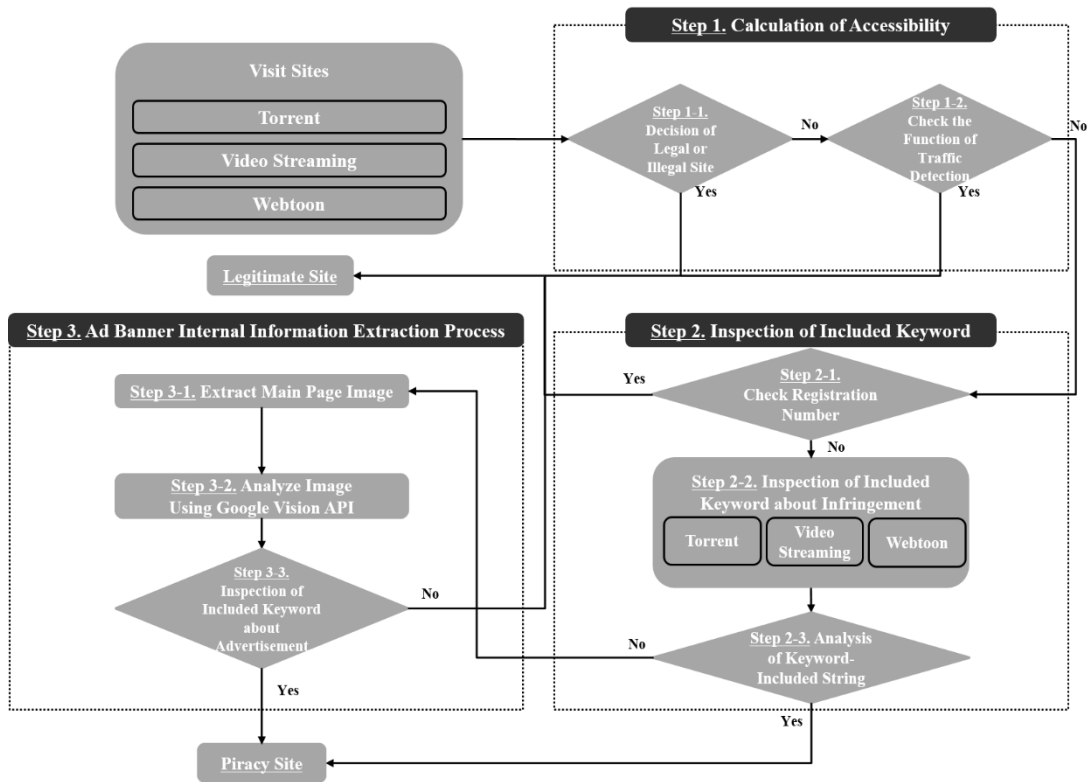 Step 1. Calculation of Accessibility
Visit Sites
Torrent
Video Streaming
Webtoon
Step 1-1.
Decision of
Legal or
Illegal Site
No
Yes
Step 1-2.
Check the
Function of
Traffic
Detection
No
Yes
Legitimate Site
Step 2. Inspection of Included Keyword
Step 2-1.
Check Registration
Number
Yes
No
Step 2-2. Inspection of Included
Keyword about Infringement
Torrent
Video
Streaming
Webtoon
Step 2-3. Analysis
of Keyword-
Included String
No
Yes
Step 3. Ad Banner Internal Information Extraction Process
Step 3-1. Extract Main Page Image
Step 3-2. Analyze Image
Using Google Vision API
Step 3-3.
Inspection of
Included Keyword
about
Advertisement
No
Yes
Piracy Site